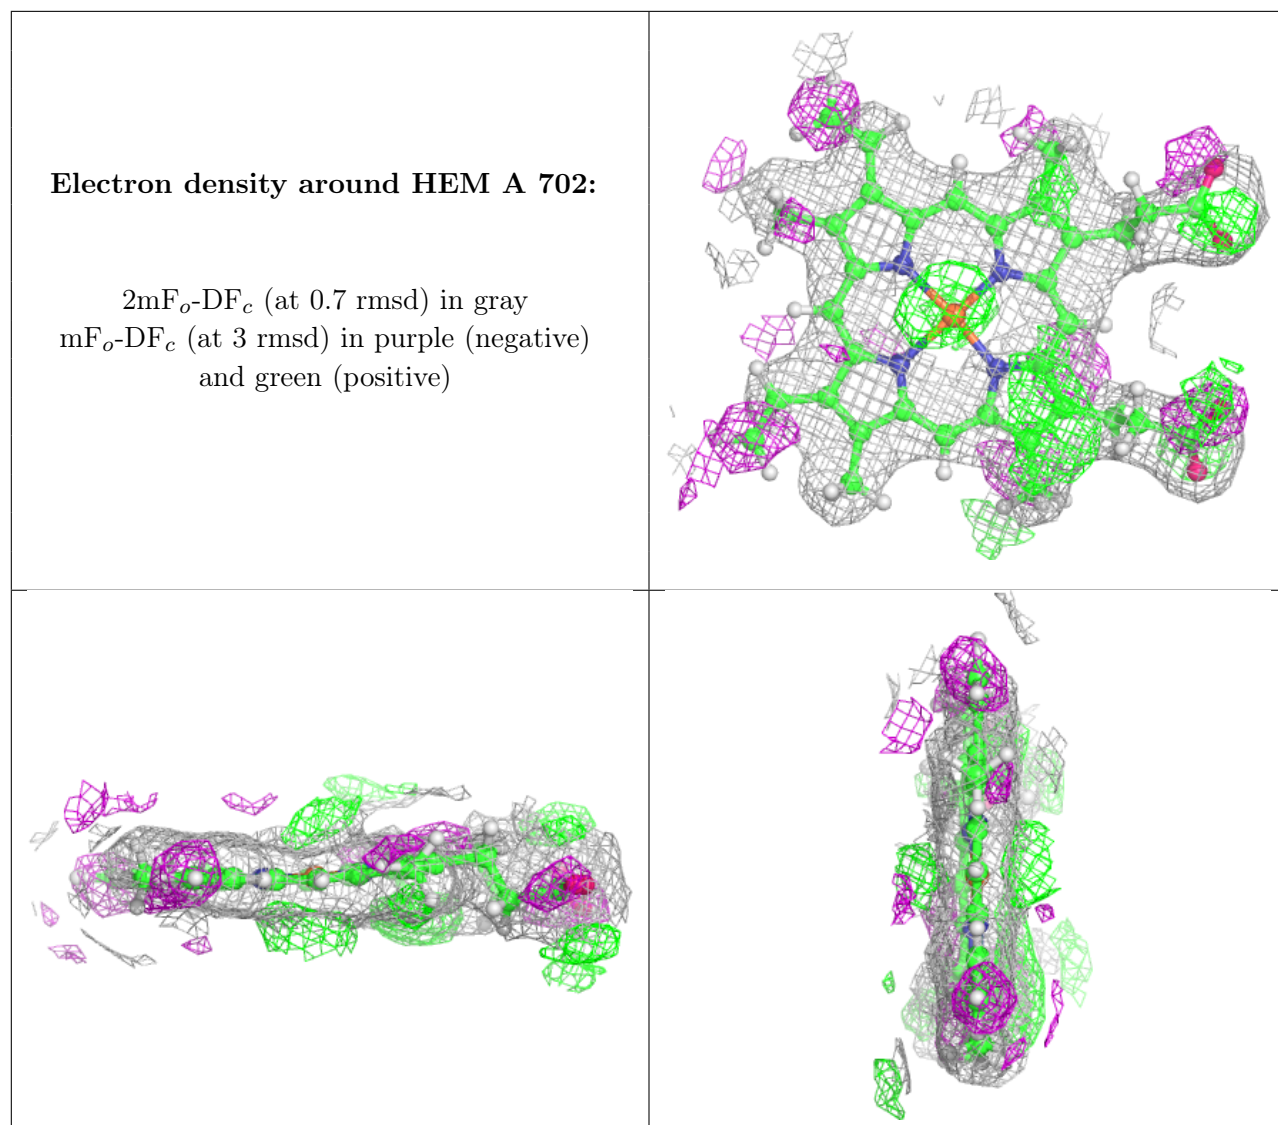 Electron density around HEM A 702:
2mFo-DFc (at 0.7 rmsd) in gray
mFo-DFc (at 3 rmsd) in purple (negative)
and green (positive)